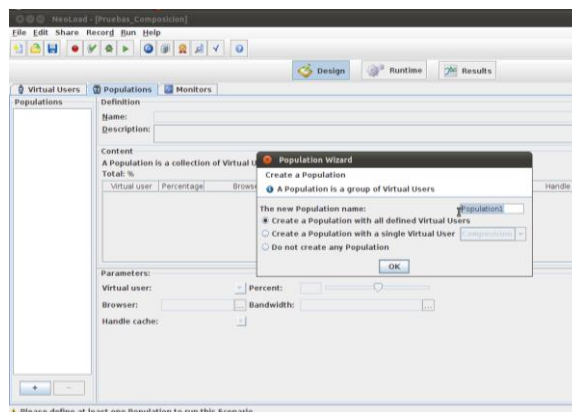 NeoLoad - [Pruebas_Composicion]
File Edit Share Record Run Help
Design Runtime Results
Virtual Users Populations Monitors
Populations
Definition
Name:
Description:
Content
A Population is a collection of Virtual U
Total: %
Virtual user Percentage Browse Handle
Population Wizard
Create a Population
A Population is a group of Virtual Users
The new Population name: Population1
Create a Population with all defined Virtual Users
Create a Population with a single Virtual User Composicion
Do not create any Population
OK
Parameters:
Virtual user: Percent:
Browser: ... Bandwidth: ...
Handle cache:
+ -
Please define at least one Population to run this Scenario